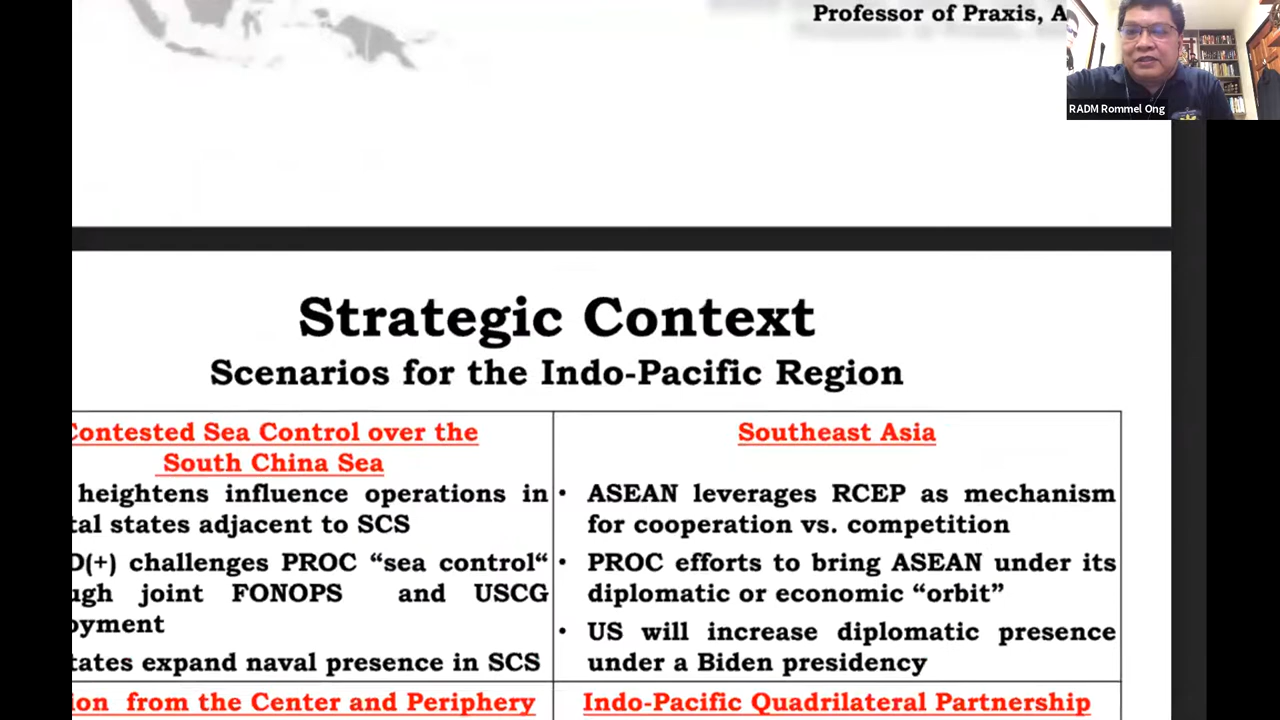 Professor of Praxis, A
RADM Rommel Ong
Strategic Context
Scenarios for the Indo-Pacific Region
Contested Sea Control over the
South China Sea
heightens influence operations in
tal states adjacent to SCS
D(+) challenges PROC “sea control“
ugh joint FONOPS and USCG
oyment
tates expand naval presence in SCS
Southeast Asia
• ASEAN leverages RCEP as mechanism
for cooperation vs. competition
• PROC efforts to bring ASEAN under its
diplomatic or economic “orbit”
• US will increase diplomatic presence
under a Biden presidency
ion from the Center and Periphery
Indo-Pacific Quadrilateral Partnership